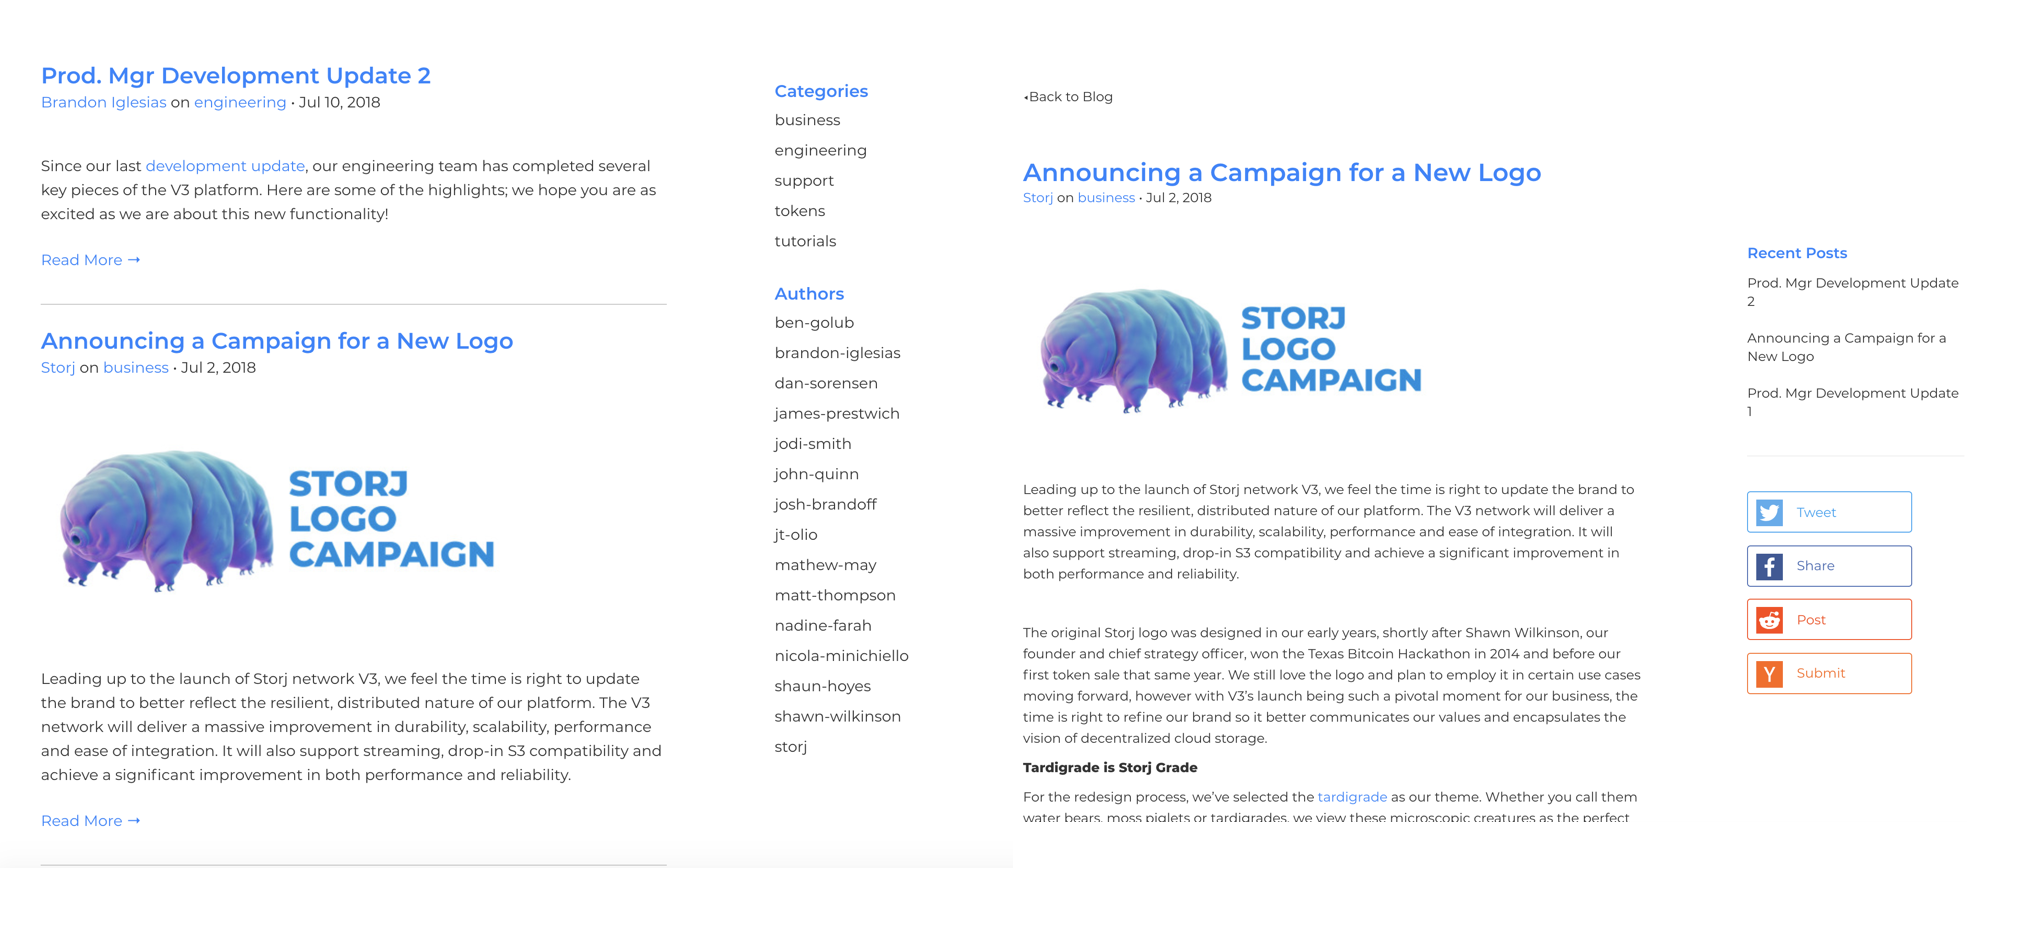 Prod. Mgr Development Update 2
Brandon Iglesias on engineering • Jul 10, 2018
Since our last development update, our engineering team has completed several
key pieces of the V3 platform. Here are some of the highlights; we hope you are as
excited as we are about this new functionality!
Read More →
Announcing a Campaign for a New Logo
Storj on business • Jul 2, 2018
STORJ
LOGO
CAMPAIGN
Leading up to the launch of Storj network V3, we feel the time is right to update
the brand to better reflect the resilient, distributed nature of our platform. The V3
network will deliver a massive improvement in durability, scalability, performance
and ease of integration. It will also support streaming, drop-in S3 compatibility and
achieve a significant improvement in both performance and reliability.
Read More →
Categories
business
engineering
support
tokens
tutorials
Authors
ben-golub
brandon-iglesias
dan-sorensen
james-prestwich
jodi-smith
john-quinn
josh-brandoff
jt-olio
mathew-may
matt-thompson
nadine-farah
nicola-minichiello
shaun-hoyes
shawn-wilkinson
storj
◂Back to Blog
Announcing a Campaign for a New Logo
Storj on business • Jul 2, 2018
STORJ
LOGO
CAMPAIGN
Leading up to the launch of Storj network V3, we feel the time is right to update the brand to
better reflect the resilient, distributed nature of our platform. The V3 network will deliver a
massive improvement in durability, scalability, performance and ease of integration. It will
also support streaming, drop-in S3 compatibility and achieve a significant improvement in
both performance and reliability.
The original Storj logo was designed in our early years, shortly after Shawn Wilkinson, our
founder and chief strategy officer, won the Texas Bitcoin Hackathon in 2014 and before our
first token sale that same year. We still love the logo and plan to employ it in certain use cases
moving forward, however with V3's launch being such a pivotal moment for our business, the
time is right to refine our brand so it better communicates our values and encapsulates the
vision of decentralized cloud storage.
Tardigrade is Storj Grade
For the redesign process, we've selected the tardigrade as our theme. Whether you call them
water bears, moss piglets or tardigrades, we view these microscopic creatures as the perfect
Recent Posts
Prod. Mgr Development Update
2
Announcing a Campaign for a
New Logo
Prod. Mgr Development Update
1
Tweet
Share
Post
Submit